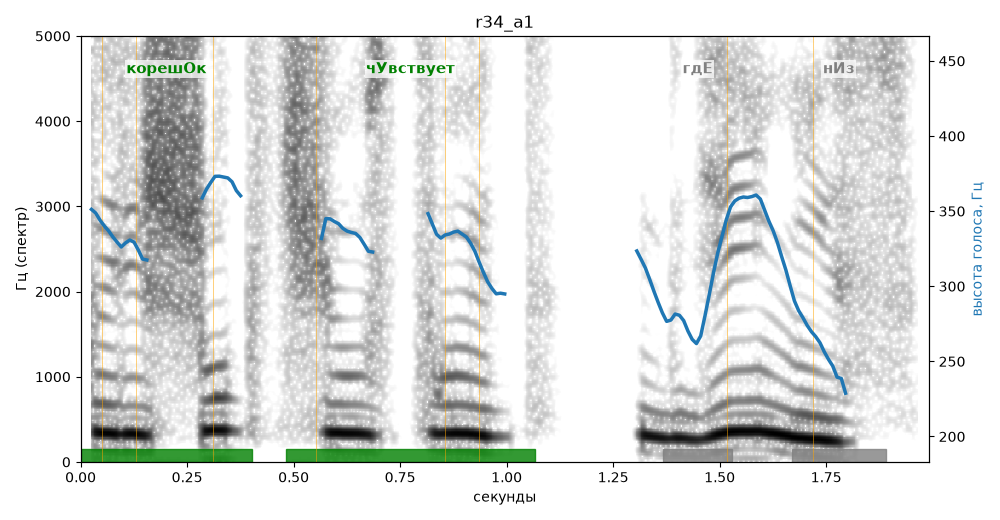 r34_a1
корешОк
чУвствует
гдЕ
нИз
5000
4000
3000
2000
1000
0
450
400
350
300
250
200
Гц (спектр)
высота голоса, Гц
0.00 0.25 0.50 0.75 1.00 1.25 1.50 1.75
секунды